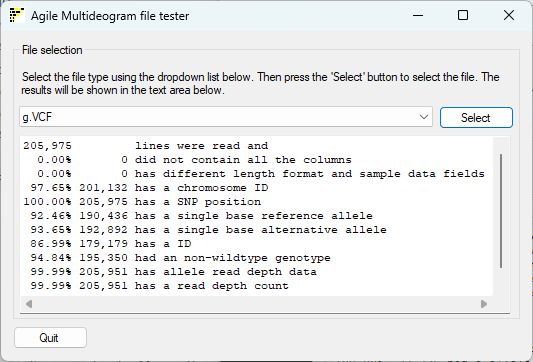 Agile Multideogram file tester
File selection
Select the file type using the dropdown list below. Then press the 'Select' button to select the file. The
results will be shown in the text area below.
g.VCF
Select
205,975 lines were read and
0.00% 0 did not contain all the columns
0.00% 0 has different length format and sample data fields
97.65% 201,132 has a chromosome ID
100.00% 205,975 has a SNP position
92.46% 190,436 has a single base reference allele
93.65% 192,892 has a single base alternative allele
86.99% 179,179 has a ID
94.84% 195,350 had an non-wildtype genotype
99.99% 205,951 has allele read depth data
99.99% 205,951 has a read depth count
Quit